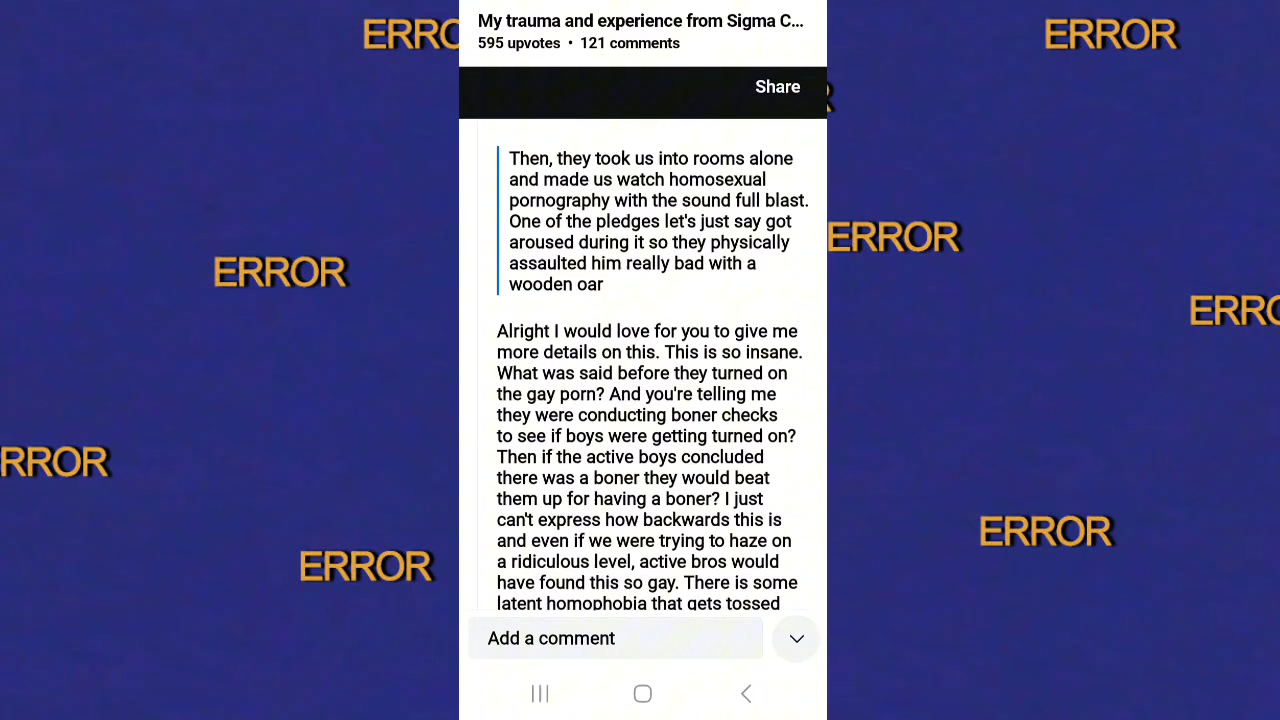 My trauma and experience from Sigma C...
595 upvotes • 121 comments
Share
Then, they took us into rooms alone
and made us watch homosexual
pornography with the sound full blast.
One of the pledges let's just say got
aroused during it so they physically
assaulted him really bad with a
wooden oar
Alright I would love for you to give me
more details on this. This is so insane.
What was said before they turned on
the gay porn? And you're telling me
they were conducting boner checks
to see if boys were getting turned on?
Then if the active boys concluded
there was a boner they would beat
them up for having a boner? I just
can't express how backwards this is
and even if we were trying to haze on
a ridiculous level, active bros would
have found this so gay. There is some
latent homophobia that gets tossed
Add a comment
ERRO
ERROR
R
ERROR
ERROR
ERRO
RROR
ERROR
ERROR